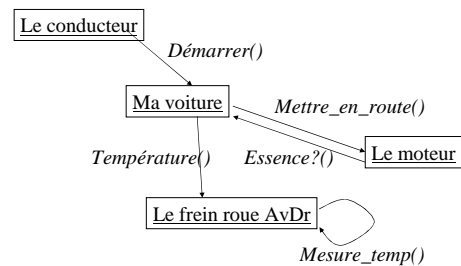 Le conducteur
Démarrer()
Ma voiture
Mettre_en_route()
Température()
Essence?()
Le moteur
Le frein roue AvDr
Mesure_temp()